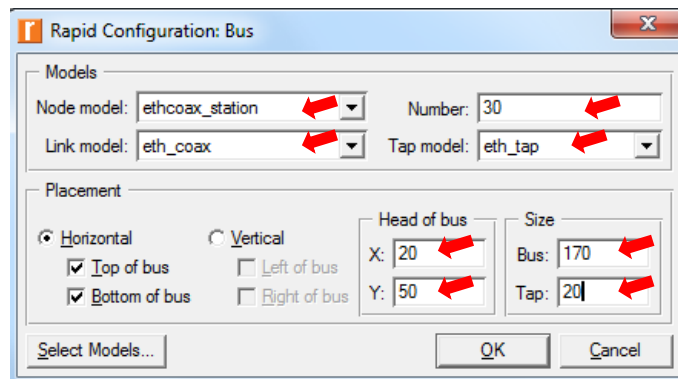 Rapid Configuration: Bus
x
Models
Node model: ethcoax_station Number: 30
Link model: eth_coax Tap model: eth_tap
Placement
Head of bus Size
Horizontal Vertical X: 20 Bus: 170
Top of bus Left of bus
Bottom of bus Right of bus Y: 50 Tap: 20
Select Models... OK Cancel